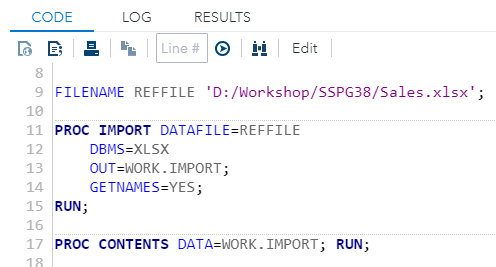 CODE LOG RESULTS
Line # Edit
8
9 FILENAME REFFILE 'D:/Workshop/SSPG38/Sales.xlsx';
10
11 PROC IMPORT DATAFILE=REFFILE
12 DBMS=XLSX
13 OUT=WORK.IMPORT;
14 GETNAMES=YES;
15 RUN;
16
17 PROC CONTENTS DATA=WORK.IMPORT; RUN;
18